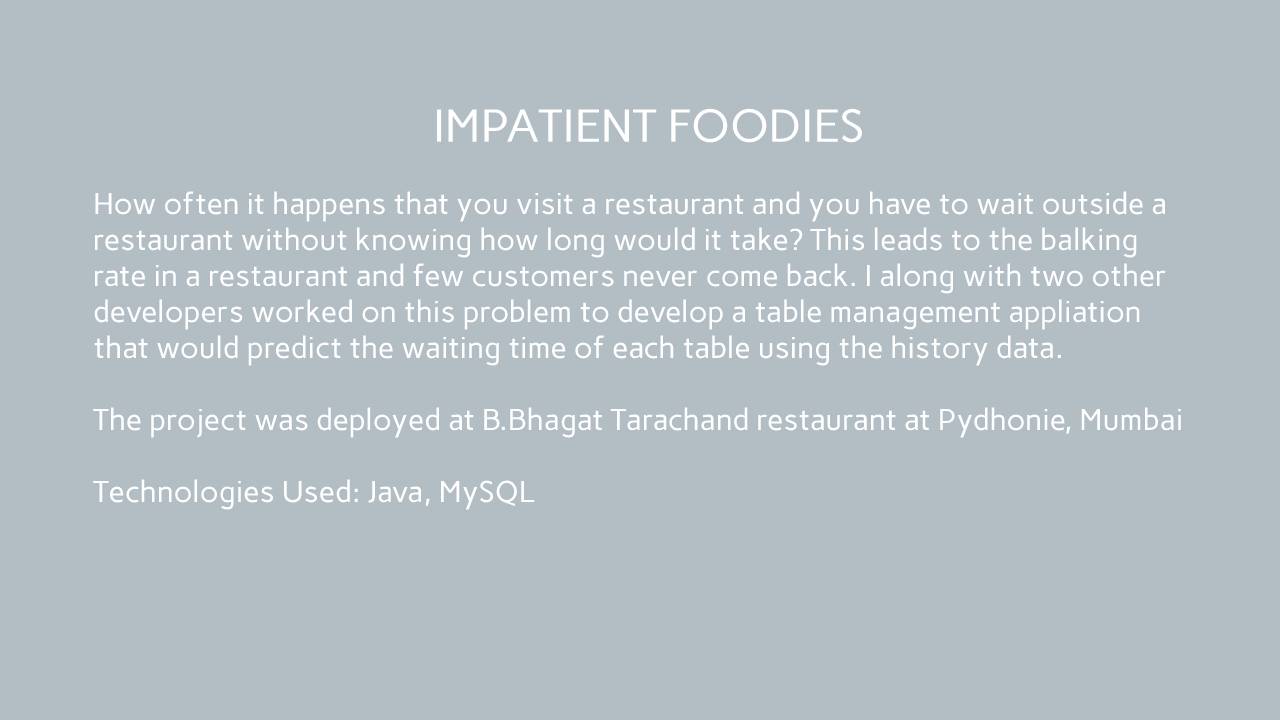 IMPATIENT FOODIES
How often it happens that you visit a restaurant and you have to wait outside a
restaurant without knowing how long would it take? This leads to the balking
rate in a restaurant and few customers never come back. I along with two other
developers worked on this problem to develop a table management appliation
that would predict the waiting time of each table using the history data.
The project was deployed at B.Bhagat Tarachand restaurant at Pydhonie, Mumbai
Technologies Used: Java, MySQL